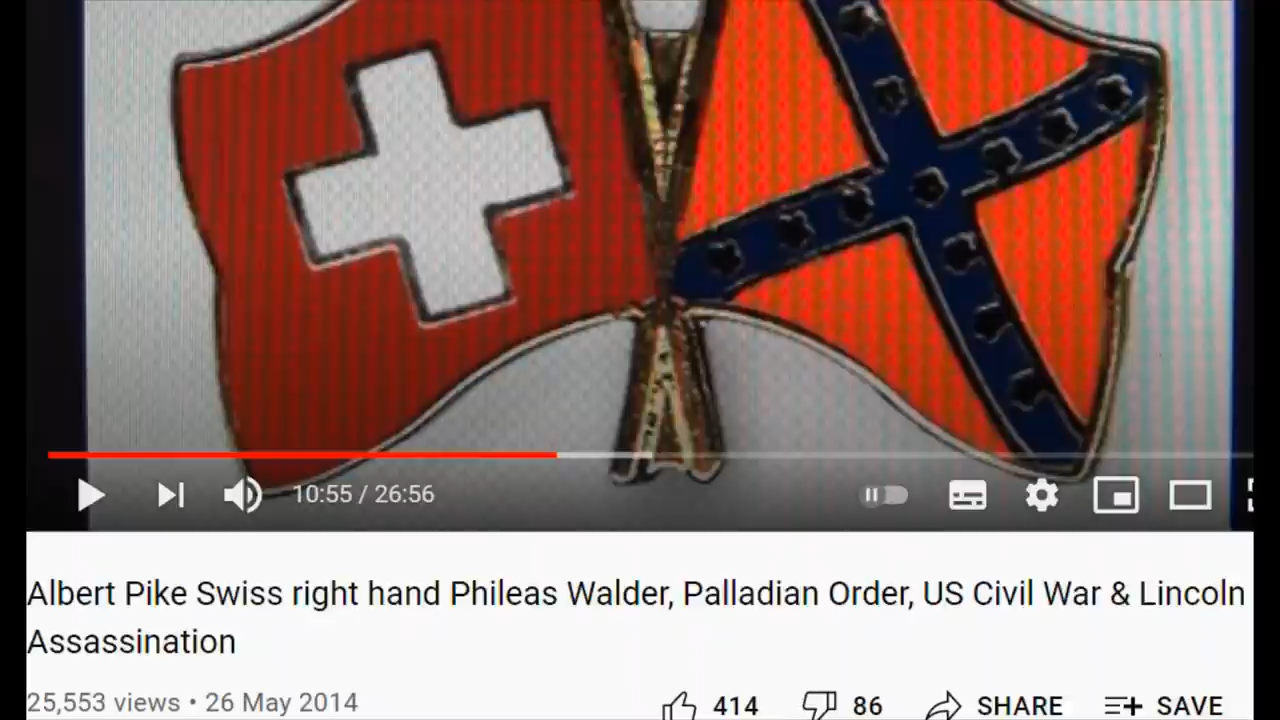 10:55 / 26:56
Albert Pike Swiss right hand Phileas Walder, Palladian Order, US Civil War & Lincoln
Assassination
25,553 views • 26 May 2014
414
86
SHARE
SAVE